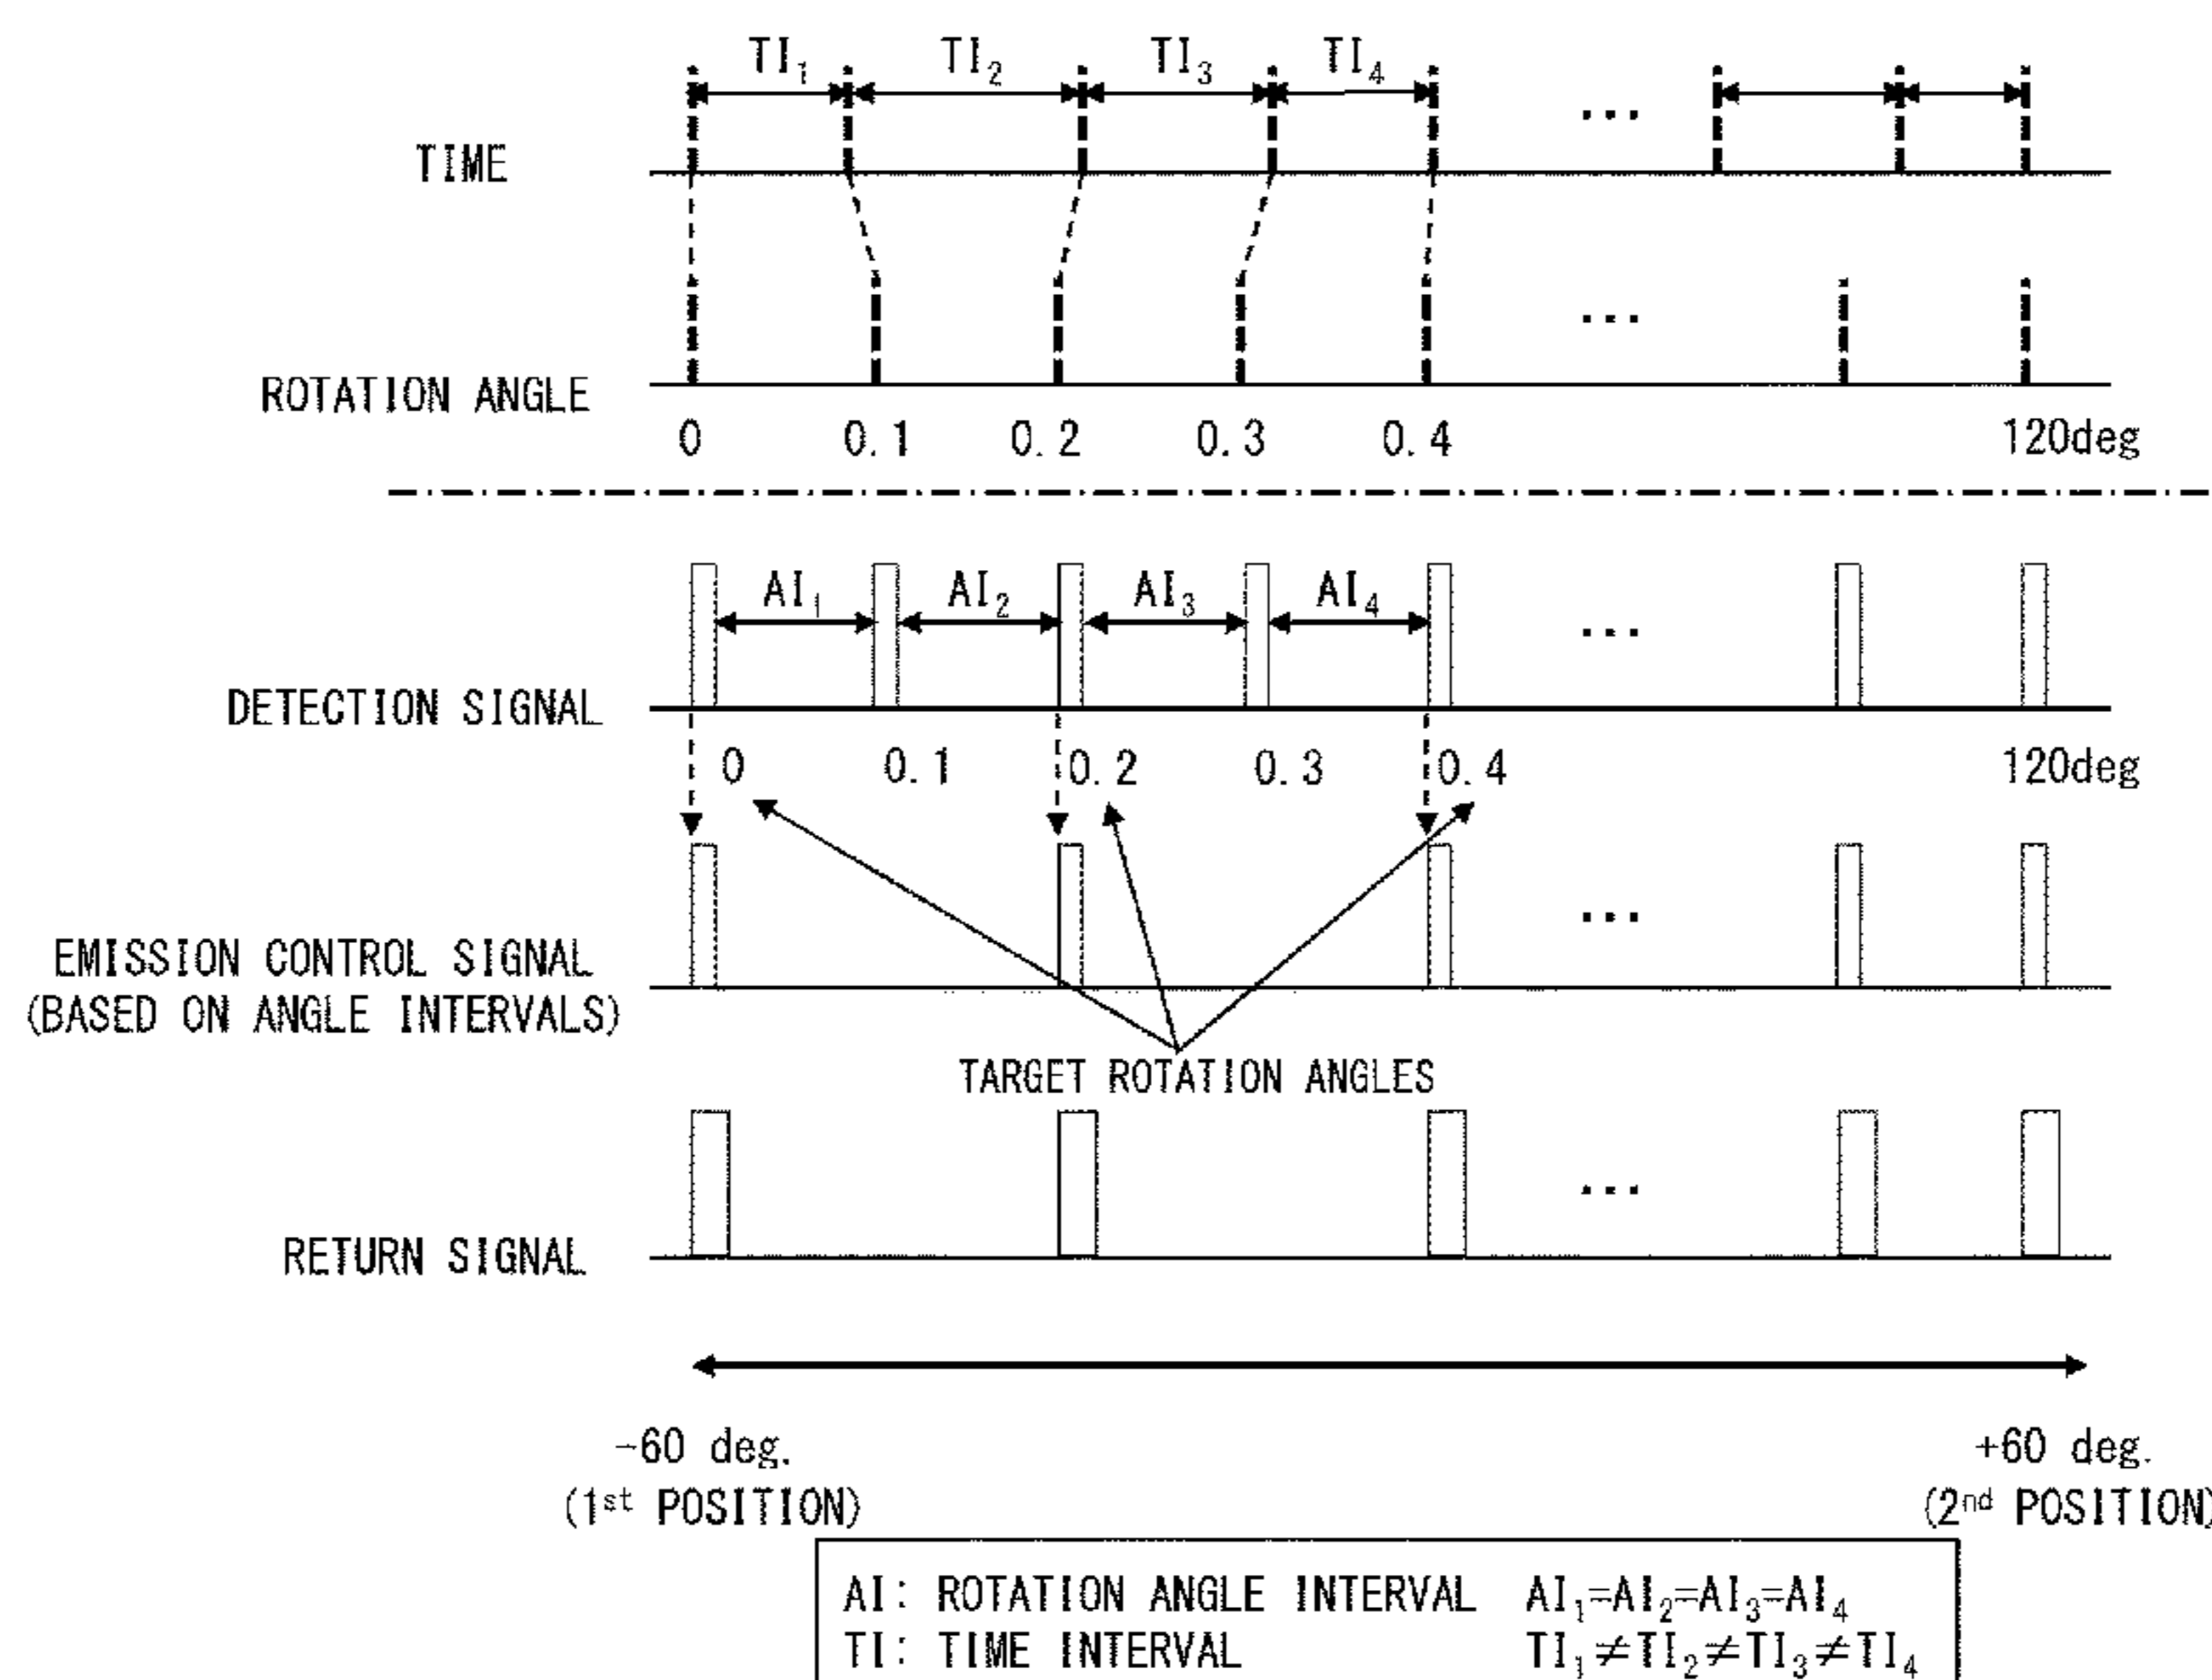 TI₁ TI₂ TI₃ TI₄
...
TIME
...
ROTATION ANGLE
0 0.1 0.2 0.3 0.4 120deg
AI₁ AI₂ AI₃ AI₄
...
DETECTION SIGNAL
0 0.1 0.2 0.3 0.4 120deg
...
EMISSION CONTROL SIGNAL
(BASED ON ANGLE INTERVALS)
TARGET ROTATION ANGLES
...
RETURN SIGNAL
-60 deg. +60 deg.
(1st POSITION) (2nd POSITION)
AI: ROTATION ANGLE INTERVAL AI₁=AI₂=AI₃=AI₄
TI: TIME INTERVAL TI₁≠TI₂≠TI₃≠TI₄